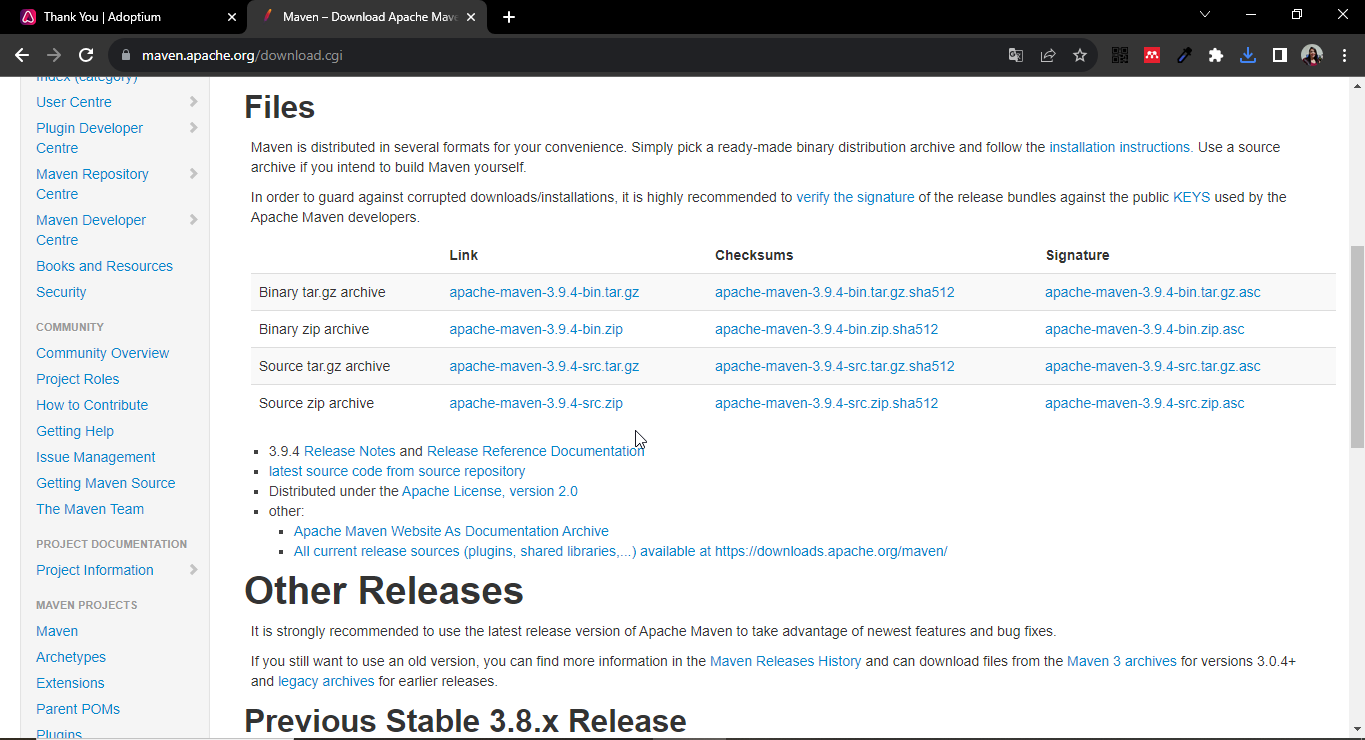 Thank You | Adoptium
Maven – Download Apache Mave
maven.apache.org/download.cgi
Index (category)
User Centre
Plugin Developer
Centre
Maven Repository
Centre
Maven Developer
Centre
Books and Resources
Security
COMMUNITY
Community Overview
Project Roles
How to Contribute
Getting Help
Issue Management
Getting Maven Source
The Maven Team
PROJECT DOCUMENTATION
Project Information
MAVEN PROJECTS
Maven
Archetypes
Extensions
Parent POMs
Plugins
Files
Maven is distributed in several formats for your convenience. Simply pick a ready-made binary distribution archive and follow the installation instructions. Use a source
archive if you intend to build Maven yourself.
In order to guard against corrupted downloads/installations, it is highly recommended to verify the signature of the release bundles against the public KEYS used by the
Apache Maven developers.
Link Checksums Signature
Binary tar.gz archive apache-maven-3.9.4-bin.tar.gz apache-maven-3.9.4-bin.tar.gz.sha512 apache-maven-3.9.4-bin.tar.gz.asc
Binary zip archive apache-maven-3.9.4-bin.zip apache-maven-3.9.4-bin.zip.sha512 apache-maven-3.9.4-bin.zip.asc
Source tar.gz archive apache-maven-3.9.4-src.tar.gz apache-maven-3.9.4-src.tar.gz.sha512 apache-maven-3.9.4-src.tar.gz.asc
Source zip archive apache-maven-3.9.4-src.zip apache-maven-3.9.4-src.zip.sha512 apache-maven-3.9.4-src.zip.asc
3.9.4 Release Notes and Release Reference Documentation
latest source code from source repository
Distributed under the Apache License, version 2.0
other:
Apache Maven Website As Documentation Archive
All current release sources (plugins, shared libraries,...) available at https://downloads.apache.org/maven/
Other Releases
It is strongly recommended to use the latest release version of Apache Maven to take advantage of newest features and bug fixes.
If you still want to use an old version, you can find more information in the Maven Releases History and can download files from the Maven 3 archives for versions 3.0.4+
and legacy archives for earlier releases.
Previous Stable 3.8.x Release